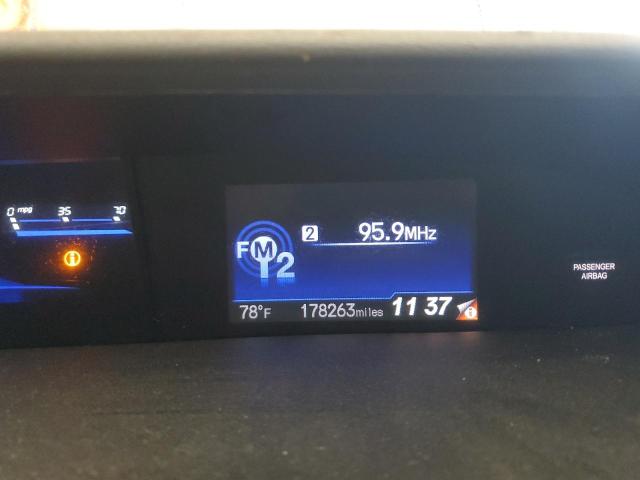 0 mpg 35 70
2 95.9MHz
FM2
PASSENGER
AIRBAG
78°F 178263miles 11 37